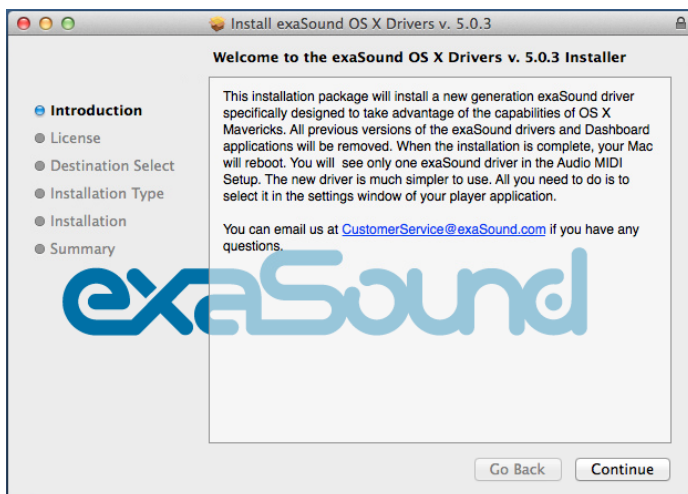 Install exaSound OS X Drivers v. 5.0.3
Welcome to the exaSound OS X Drivers v. 5.0.3 Installer
Introduction
License
Destination Select
Installation Type
Installation
Summary
This installation package will install a new generation exaSound driver
specifically designed to take advantage of the capabilities of OS X
Mavericks. All previous versions of the exaSound drivers and Dashboard
applications will be removed. When the installation is complete, your Mac
will reboot. You will  see only one exaSound driver in the Audio MIDI
Setup. The new driver is much simpler to use. All you need to do is to
select it in the settings window of your player application.
You can email us at CustomerService@exaSound.com if you have any
questions.
exaSound
Go Back
Continue